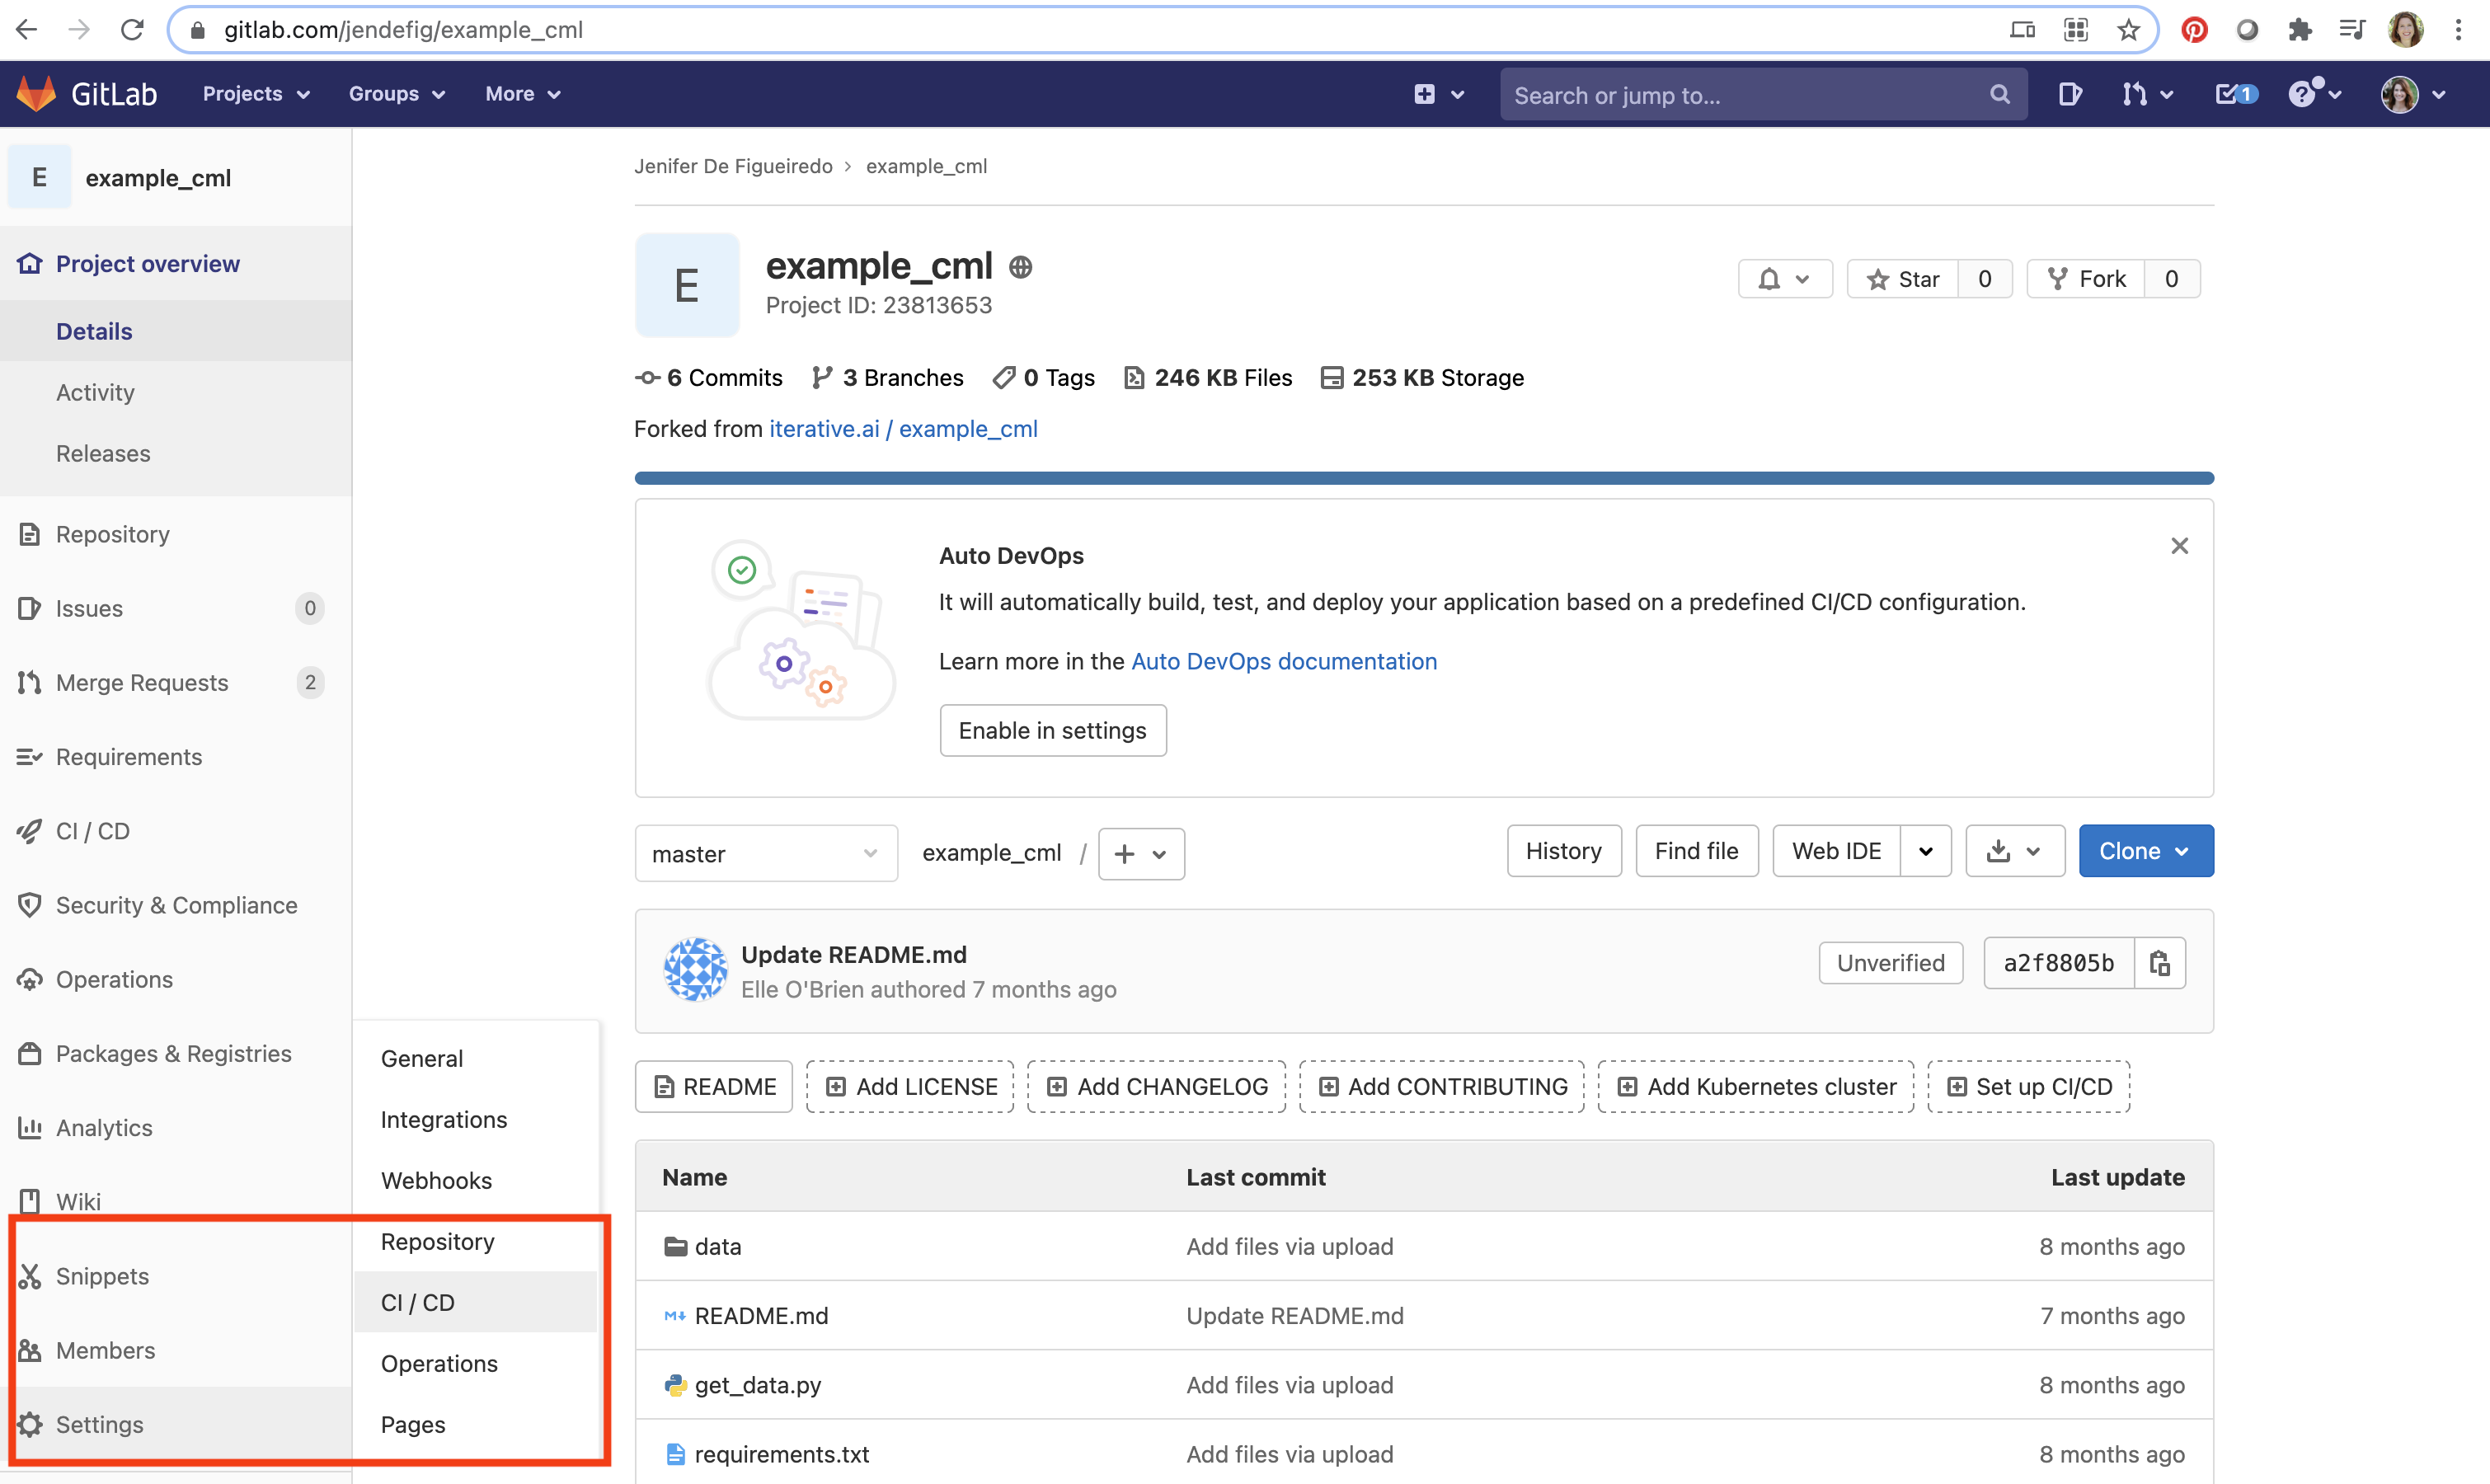 gitlab.com/jendefig/example_cml
GitLab Projects Groups More Search or jump to... 1
E example_cml
Project overview
Details
Activity
Releases
Repository
Issues 0
Merge Requests 2
Requirements
CI / CD
Security & Compliance
Operations
Packages & Registries
Analytics
Wiki
Snippets
Members
Settings
General
Integrations
Webhooks
Repository
CI / CD
Operations
Pages
Jenifer De Figueiredo > example_cml
E
example_cml
Project ID: 23813653
Star 0 Fork 0
6 Commits 3 Branches 0 Tags 246 KB Files 253 KB Storage
Forked from iterative.ai / example_cml
Auto DevOps
It will automatically build, test, and deploy your application based on a predefined CI/CD configuration.
Learn more in the Auto DevOps documentation
Enable in settings
master example_cml / + History Find file Web IDE Clone
Update README.md
Elle O'Brien authored 7 months ago
Unverified a2f8805b
README Add LICENSE Add CHANGELOG Add CONTRIBUTING Add Kubernetes cluster Set up CI/CD
Name Last commit Last update
data Add files via upload 8 months ago
README.md Update README.md 7 months ago
get_data.py Add files via upload 8 months ago
requirements.txt Add files via upload 8 months ago